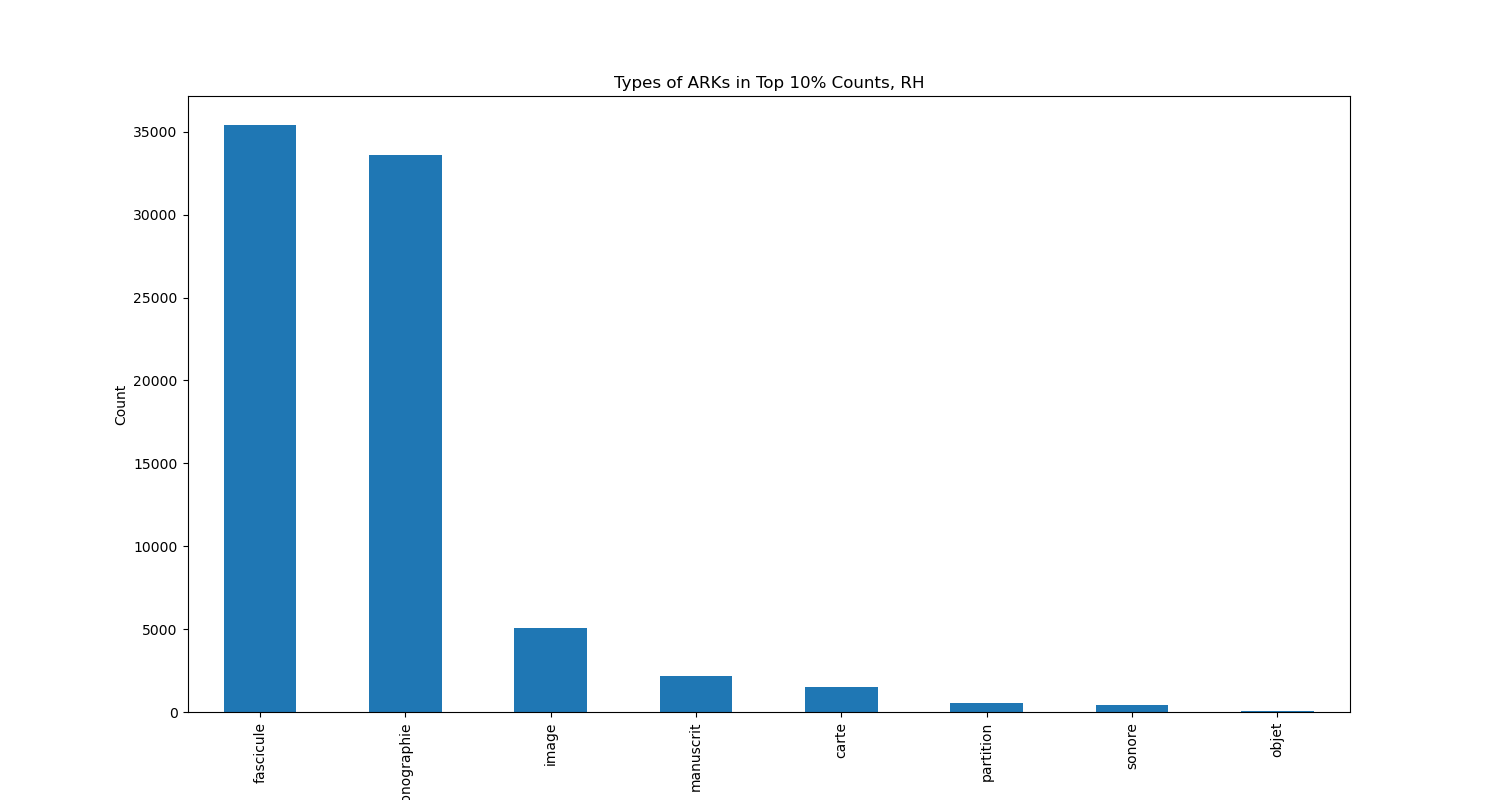 Types of ARKs in Top 10% Counts, RH
35000
30000
25000
20000
15000
10000
5000
0
Count
fascicule
onographie
image
manuscrit
carte
partition
sonore
objet